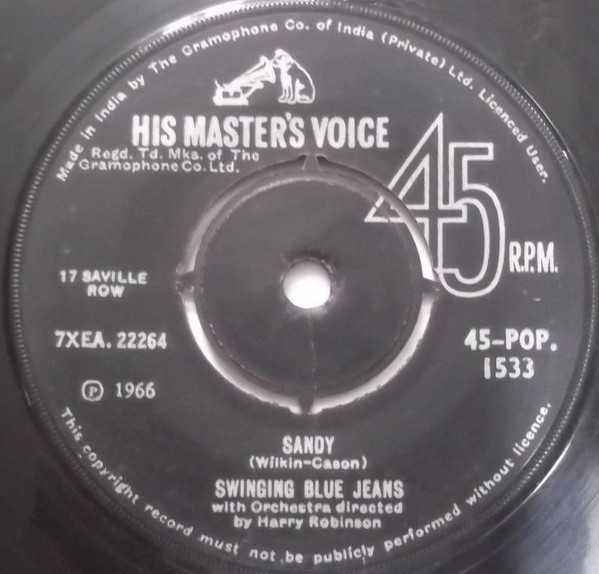 Made in India by The Gramophone Co. of India (Private) Ltd. Licenced User.
HIS MASTER'S VOICE
Regd. Td. Mks. of The
Gramophone Co. Ltd.
45
R.P.M.
17 SAVILLE
ROW
7XEA. 22264
45-POP.
1533
Ⓟ 1966
SANDY
(Wilkin-Cason)
SWINGING BLUE JEANS
with Orchestra directed
by Harry Robinson
This copyright record must not be publicly performed without licence.